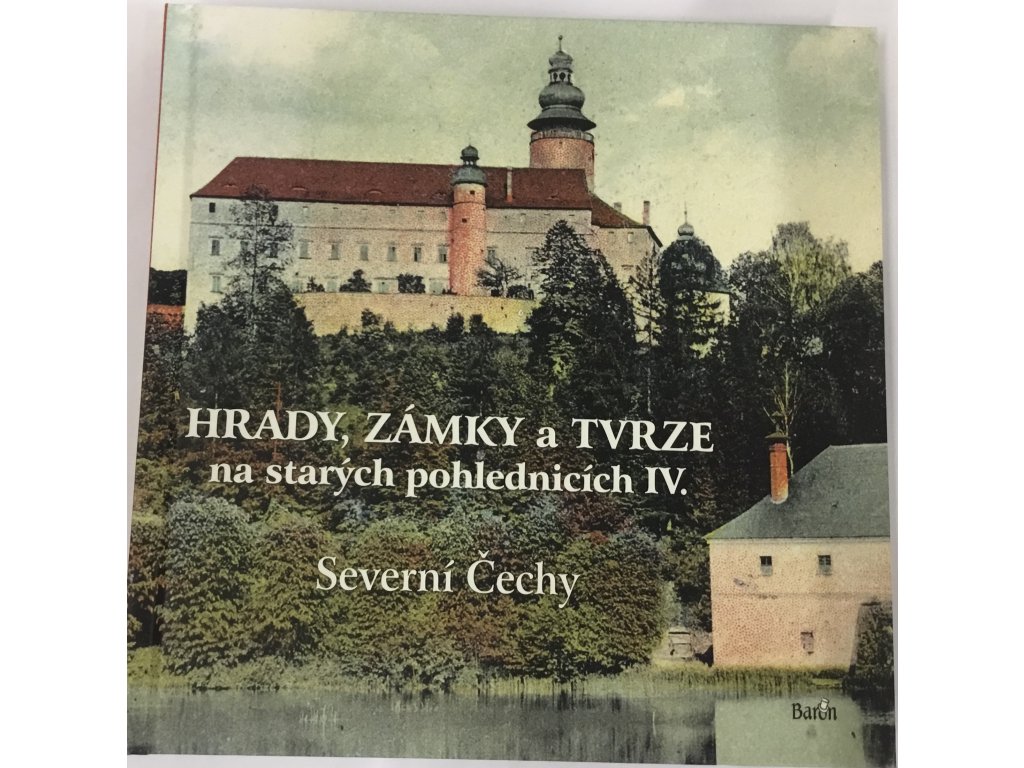 HRADY, ZÁMKY a TVRZE
na starých pohlednicích IV.
Severní Čechy
Baron